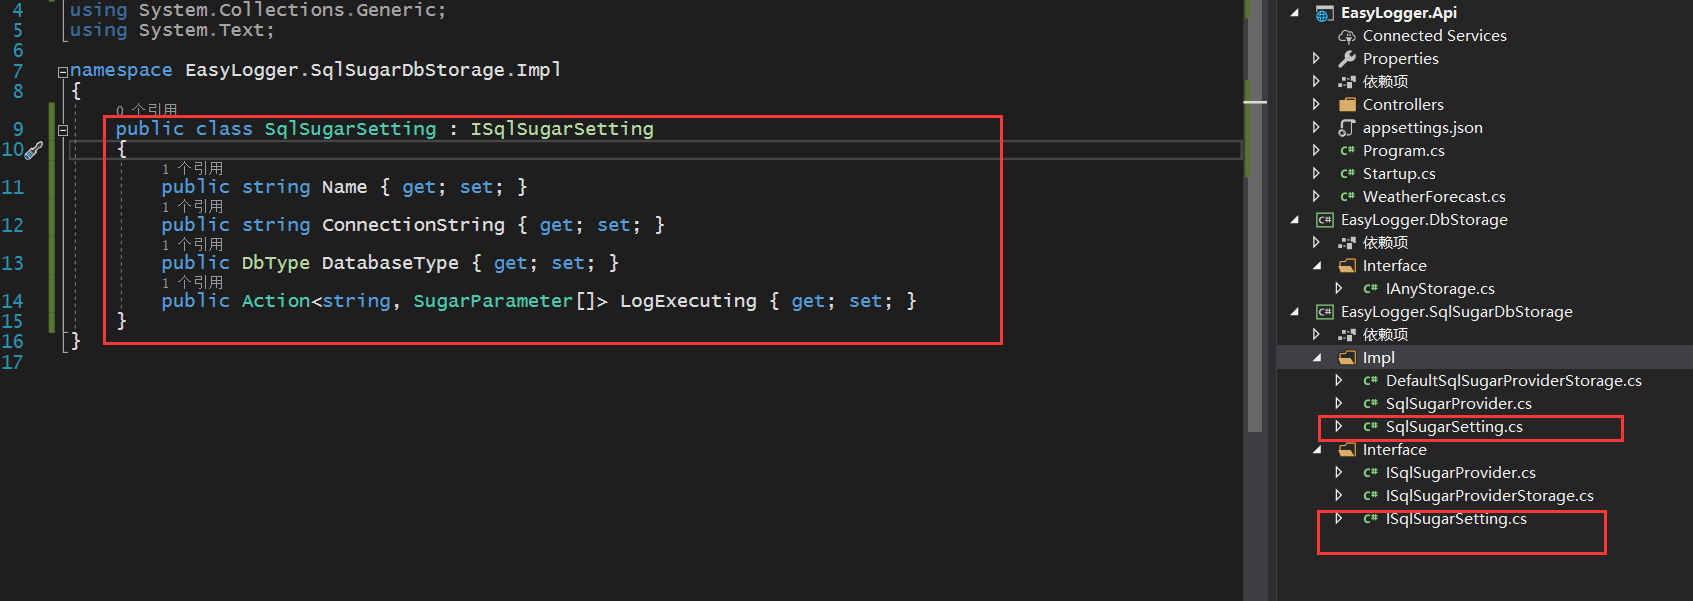 4 using System.Collections.Generic;
5 using System.Text;
6
7 namespace EasyLogger.SqlSugarDbStorage.Impl
8 {
0 个引用
9 public class SqlSugarSetting : ISqlSugarSetting
10 {
1 个引用
11 public string Name { get; set; }
1 个引用
12 public string ConnectionString { get; set; }
1 个引用
13 public DbType DatabaseType { get; set; }
1 个引用
14 public Action<string, SugarParameter[]> LogExecuting { get; set; }
15 }
16 }
17
EasyLogger.Api
Connected Services
Properties
依赖项
Controllers
appsettings.json
C# Program.cs
C# Startup.cs
C# WeatherForecast.cs
C# EasyLogger.DbStorage
依赖项
Interface
C# IAnyStorage.cs
C# EasyLogger.SqlSugarDbStorage
依赖项
Impl
C# DefaultSqlSugarProviderStorage.cs
C# SqlSugarProvider.cs
C# SqlSugarSetting.cs
Interface
C# ISqlSugarProvider.cs
C# ISqlSugarProviderStorage.cs
C# ISqlSugarSetting.cs